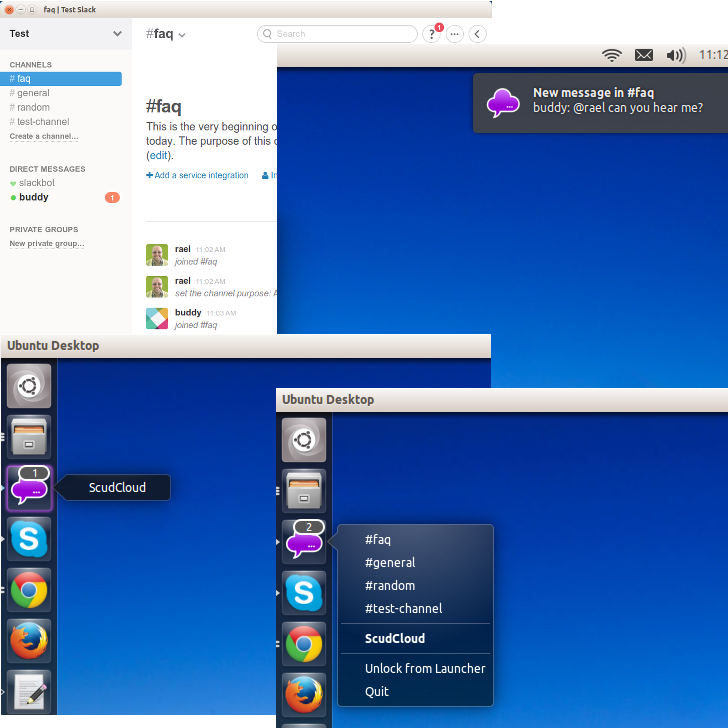 faq | Test Slack
Test
#faq
Search
?
1
CHANNELS
# faq
# general
# random
# test-channel
Create a channel...
DIRECT MESSAGES
slackbot
buddy
1
PRIVATE GROUPS
New private group...
#faq
This is the very beginning o
today. The purpose of this c
(edit).
+ Add a service integration
In
rael 11:02 AM
joined #faq
rael 11:02 AM
set the channel purpose: A
buddy 11:03 AM
joined #faq
11:12
New message in #faq
buddy: @rael can you hear me?
Ubuntu Desktop
1
ScudCloud
S
Ubuntu Desktop
2
S
#faq
#general
#random
#test-channel
ScudCloud
Unlock from Launcher
Quit